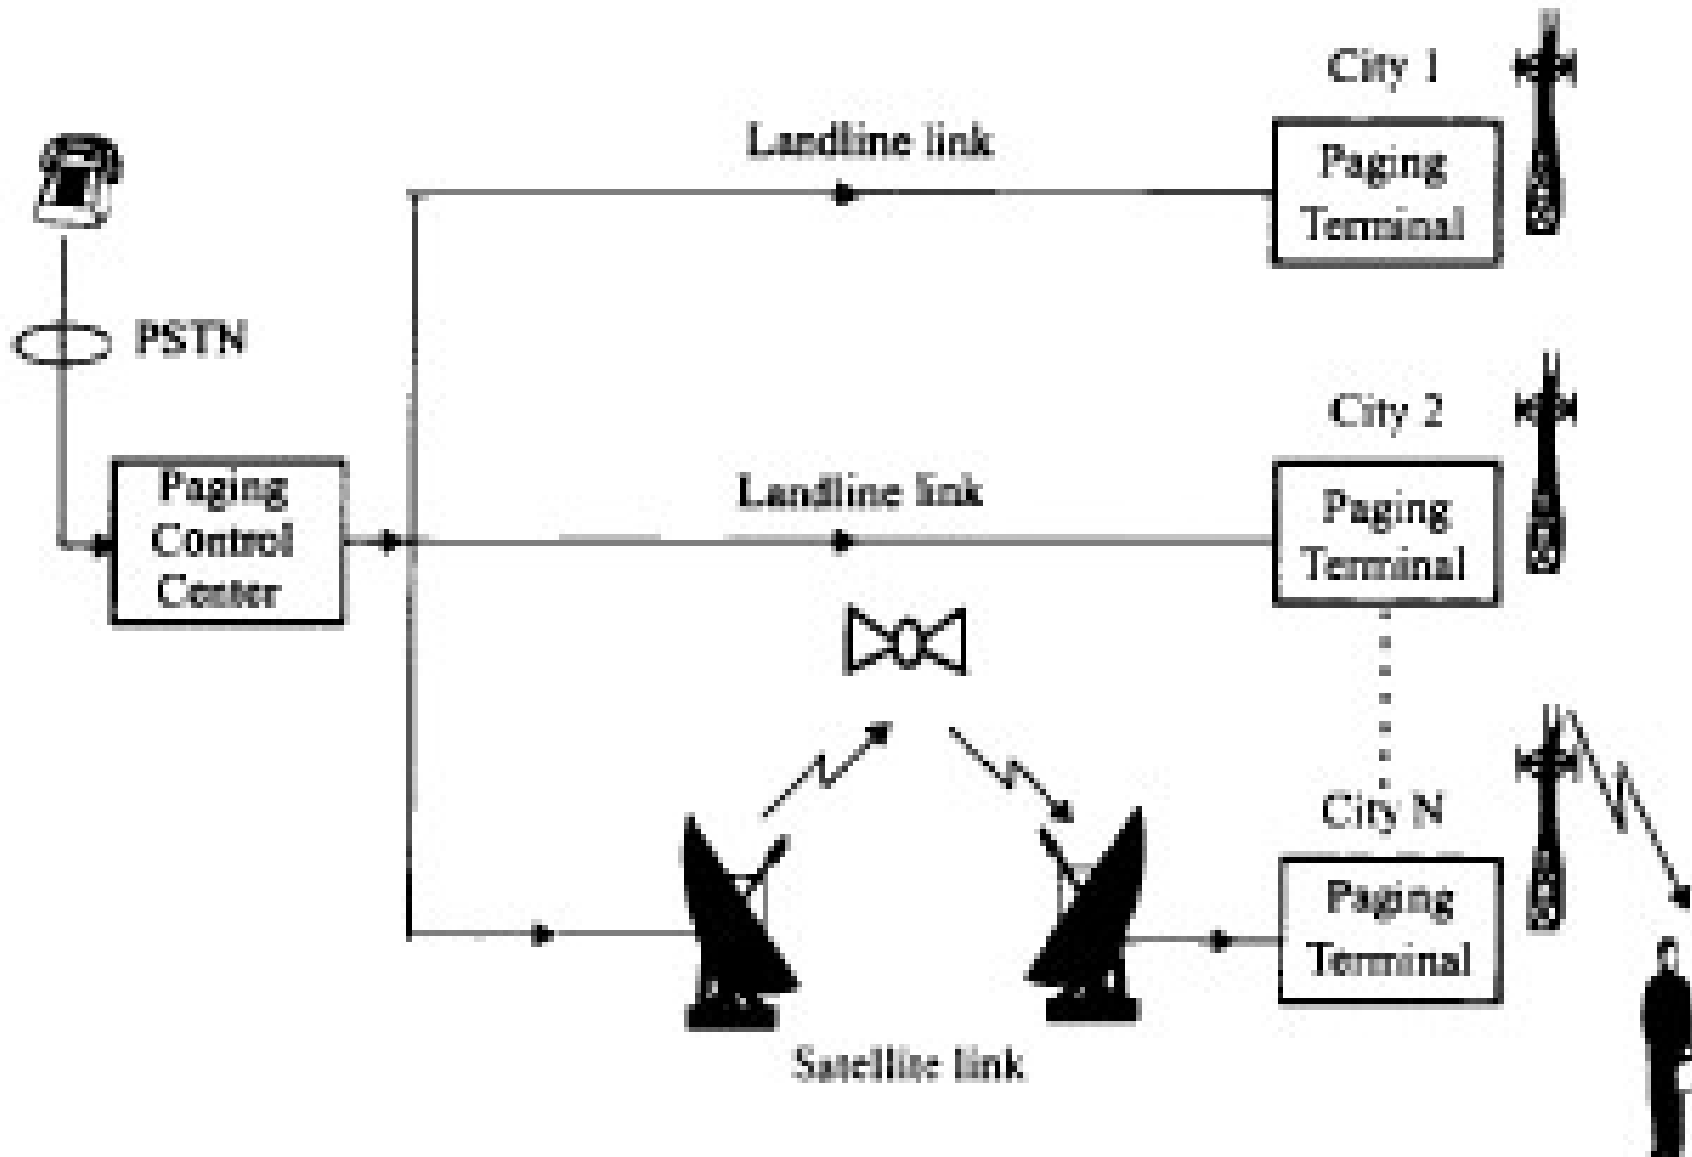 City 1
Landline link
Paging
Terminal
PSTN
City 2
Landline link
Paging
Control
Center
Paging
Terminal
City N
Paging
Terminal
Satellite link